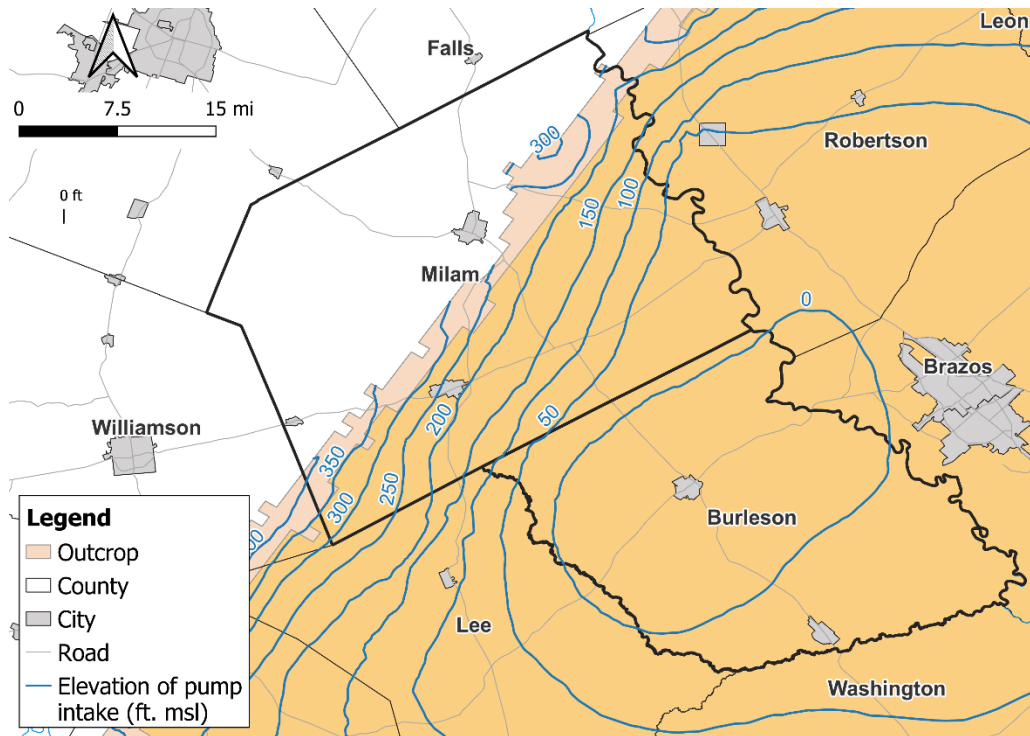 Leon
Falls
0
7.5
15 mi
300
Robertson
0 ft
150
100
Milam
0
Brazos
200
50
Williamson
350
300
250
00
Burleson
Legend
Outcrop
County
City
Road
Elevation of pump
intake (ft. msl)
Lee
Washington